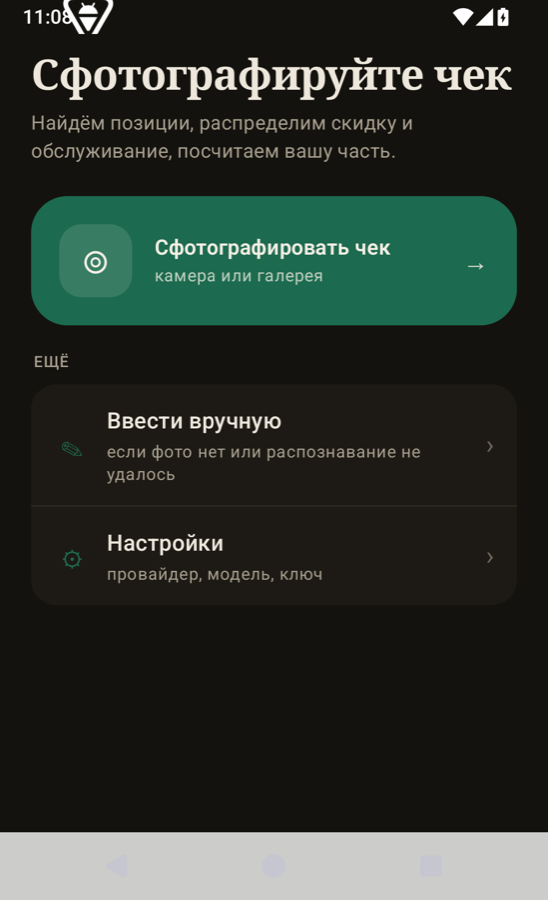 11:08
Сфотографируйте чек
Найдём позиции, распределим скидку и
обслуживание, посчитаем вашу часть.
Сфотографировать чек
камера или галерея
→
ЕЩЁ
Ввести вручную
если фото нет или распознавание не
удалось
›
Настройки
провайдер, модель, ключ
›